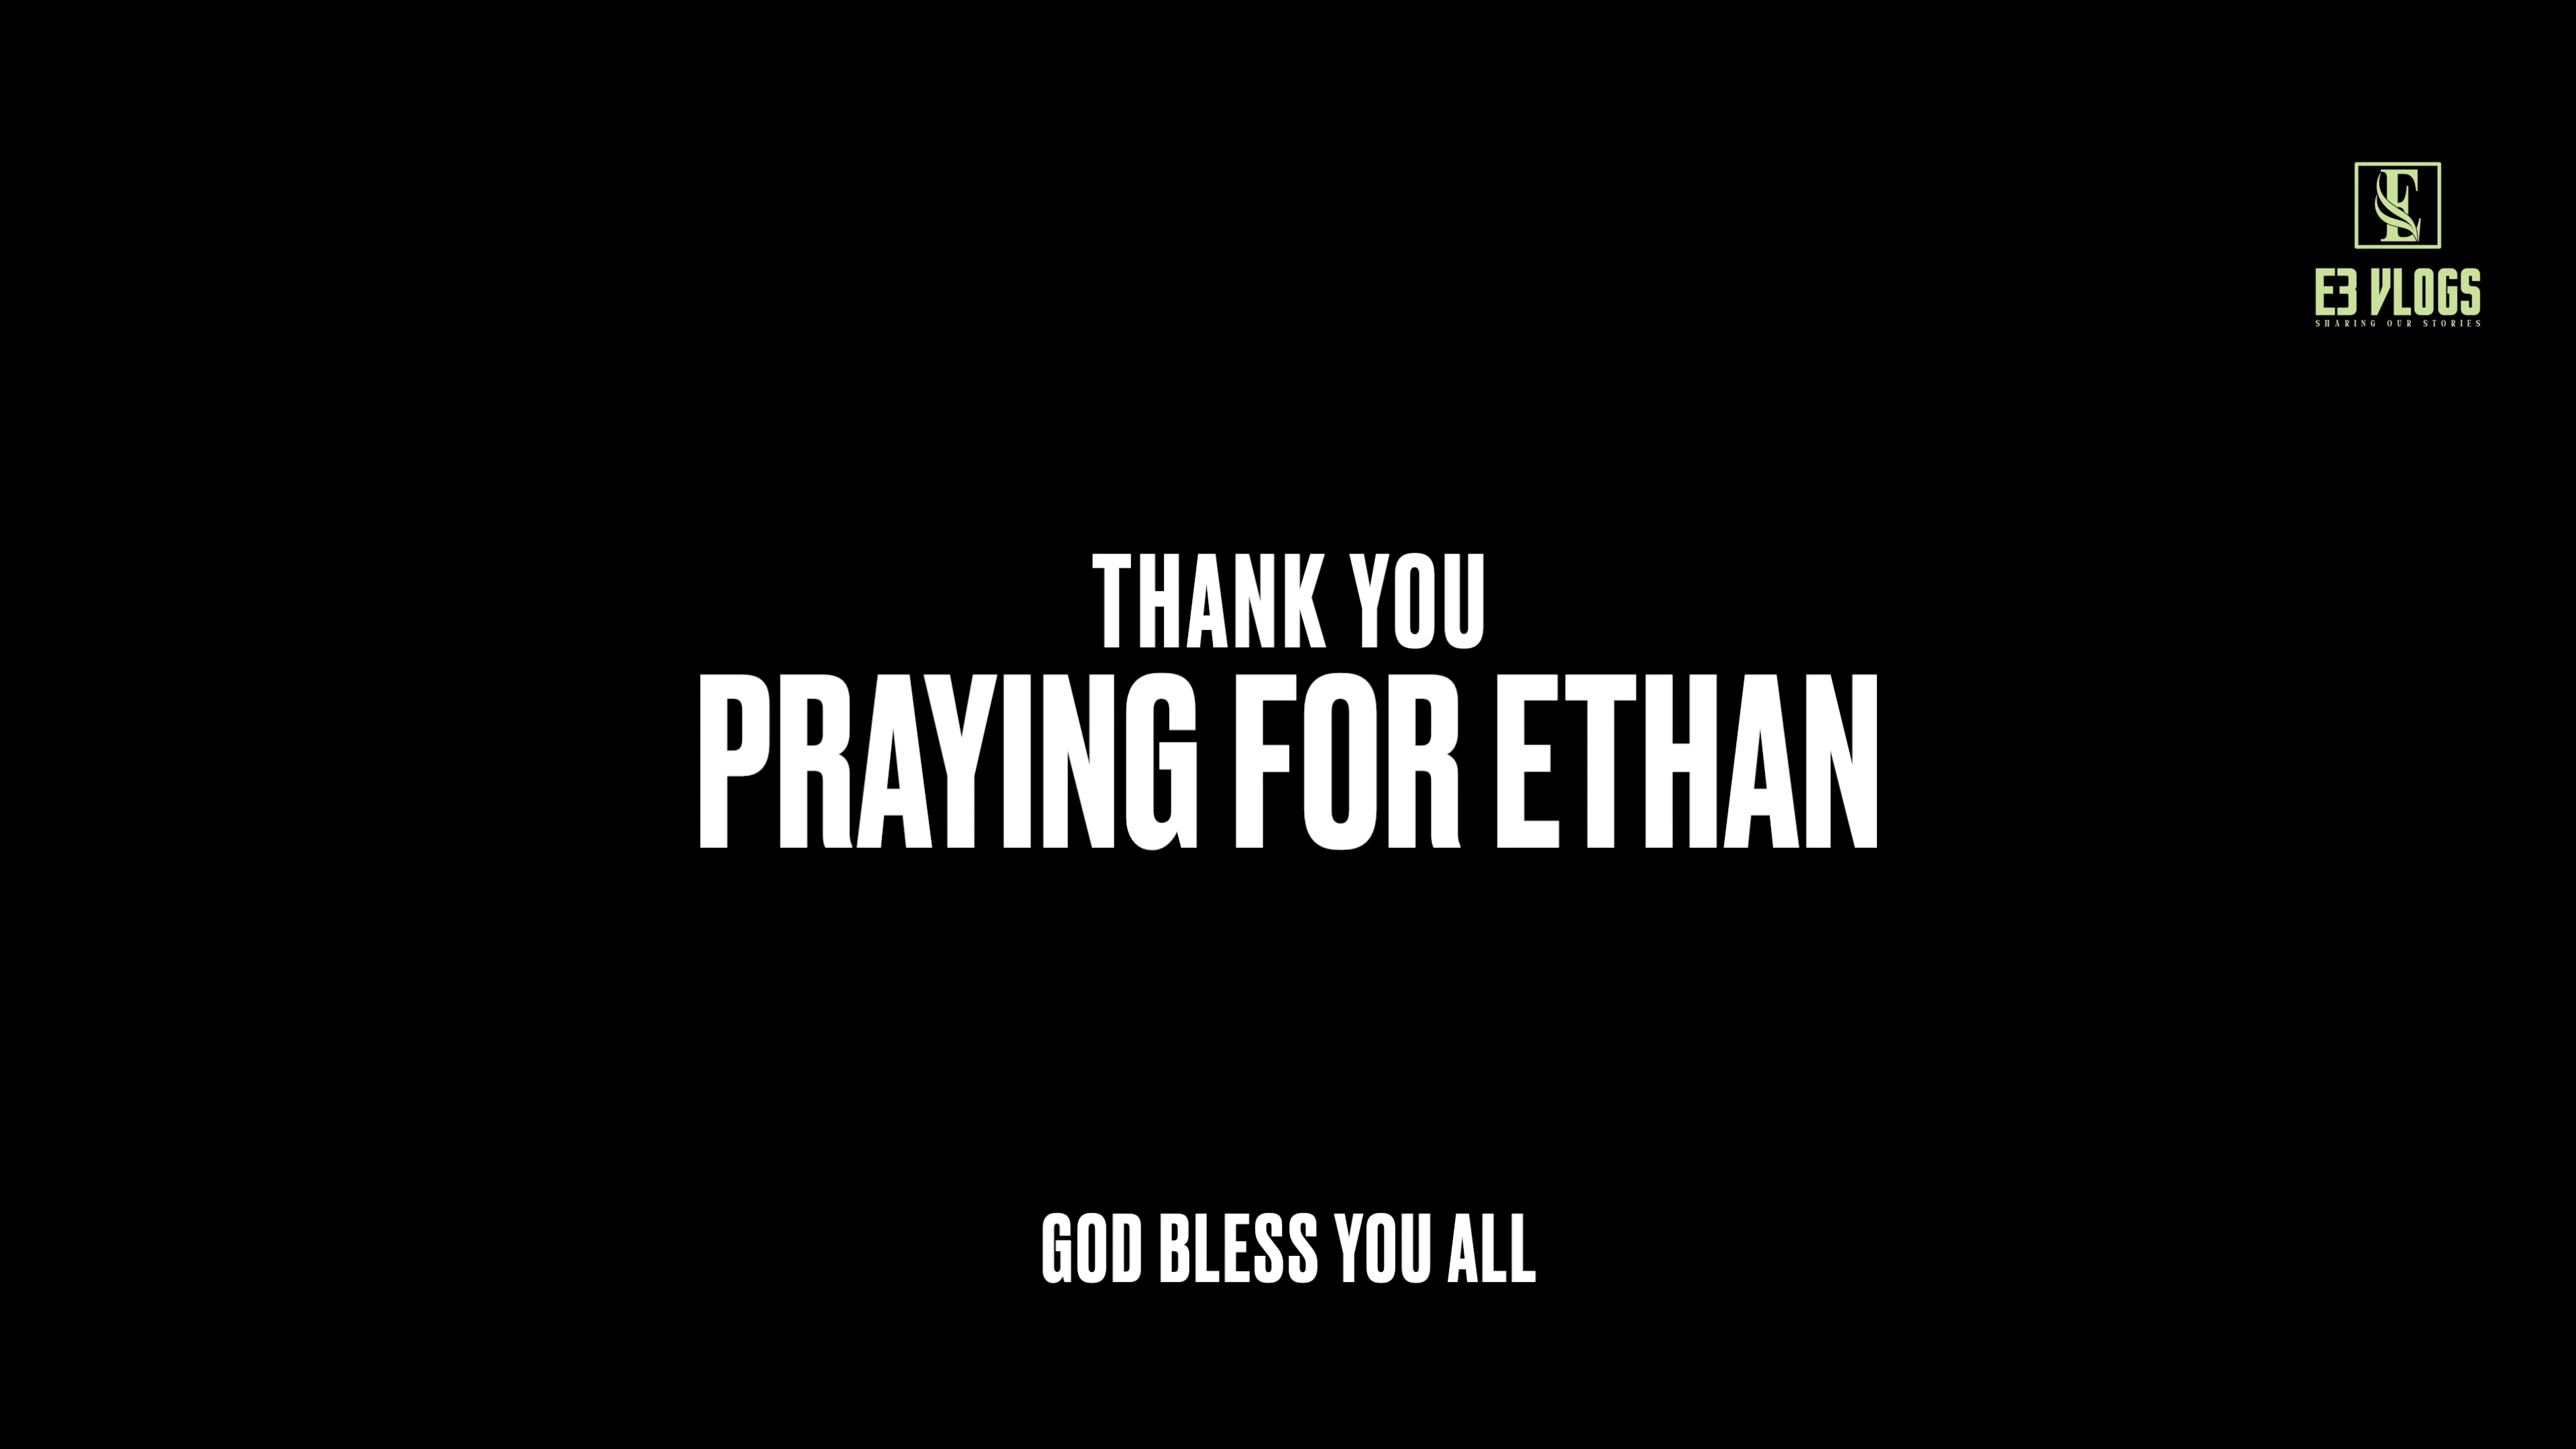 E3 VLOGS
SHARING OUR STORIES
THANK YOU
PRAYING FOR ETHAN
GOD BLESS YOU ALL